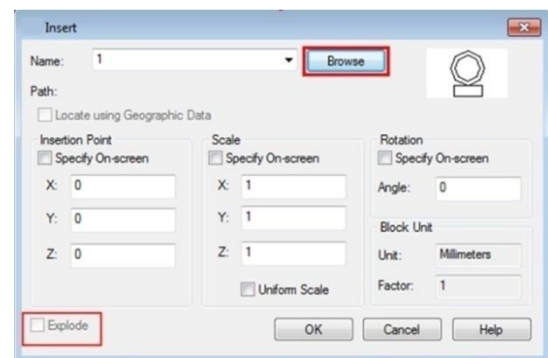 Insert
Name: 1 Browse
Path:
Locate using Geographic Data
Insertion Point Scale Rotation
Specify On-screen Specify On-screen Specify On-screen
X: 0 X: 1 Angle: 0
Y: 0 Y: 1 Block Unit
Z: 0 Z: 1 Unit: Millimeters
Uniform Scale Factor: 1
Explode OK Cancel Help